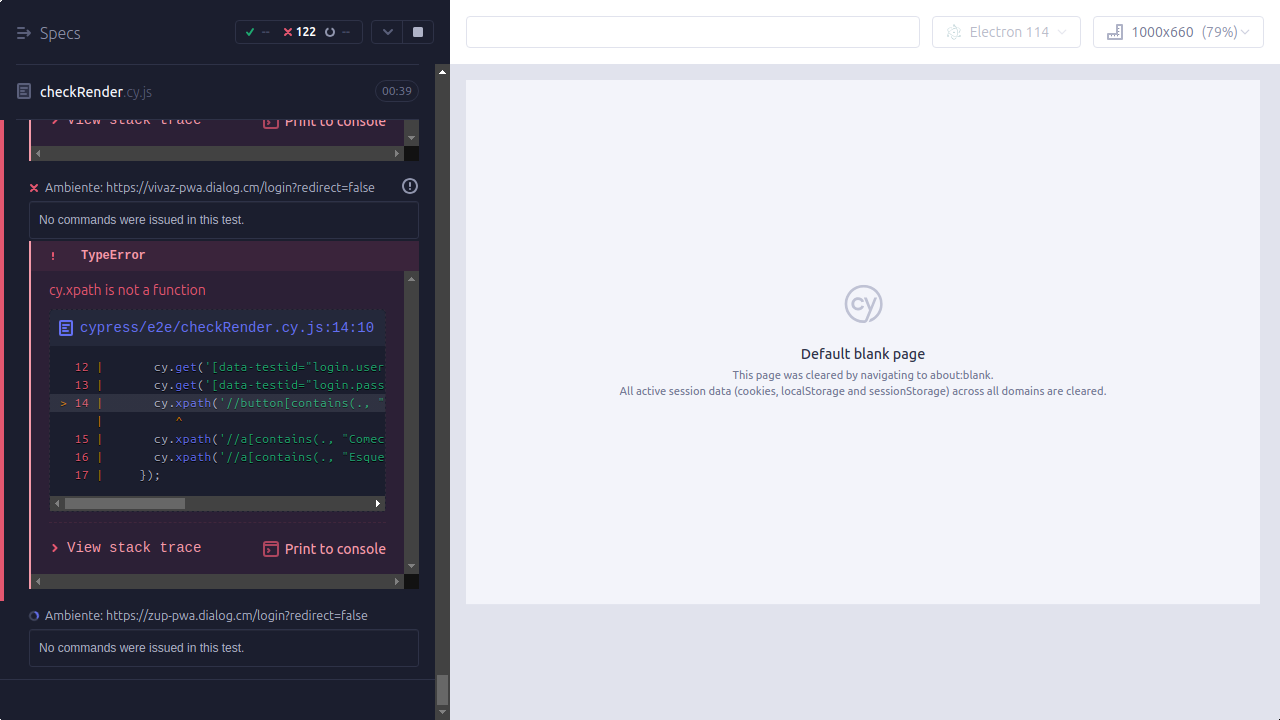 Specs
-- 122 --
checkRender.cy.js 00:39
View stack trace Print to console
Ambiente: https://vivaz-pwa.dialog.cm/login?redirect=false
No commands were issued in this test.
! TypeError
cy.xpath is not a function
cypress/e2e/checkRender.cy.js:14:10
12 | cy.get('[data-testid="login.user
13 | cy.get('[data-testid="login.pass
> 14 | cy.xpath('//button[contains(., "
| ^
15 | cy.xpath('//a[contains(., "Comec
16 | cy.xpath('//a[contains(., "Esque
17 | });
View stack trace Print to console
Ambiente: https://zup-pwa.dialog.cm/login?redirect=false
No commands were issued in this test.
Electron 114
1000x660 (79%)
cy
Default blank page
This page was cleared by navigating to about:blank.
All active session data (cookies, localStorage and sessionStorage) across all domains are cleared.